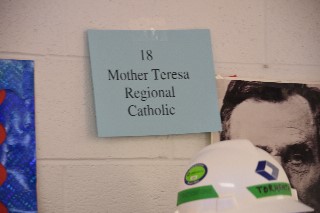 18
Mother Teresa
Regional
Catholic